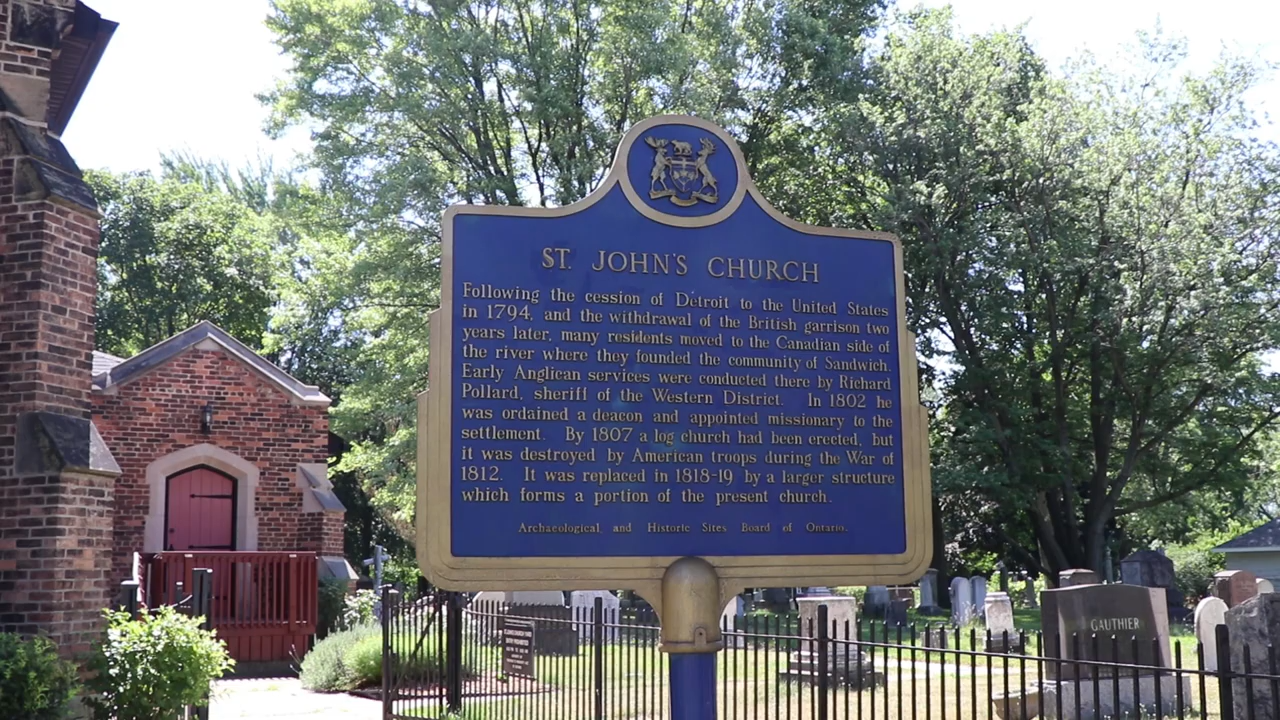 ST. JOHN'S CHURCH
Following the cession of Detroit to the United States
in 1794, and the withdrawal of the British garrison two
years later, many residents moved to the Canadian side of
the river where they founded the community of Sandwich.
Early Anglican services were conducted there by Richard
Pollard, sheriff of the Western District. In 1802 he
was ordained a deacon and appointed missionary to the
settlement. By 1807 a log church had been erected, but
it was destroyed by American troops during the War of
1812. It was replaced in 1818-19 by a larger structure
which forms a portion of the present church.
Archaeological and Historic Sites Board of Ontario.
GAUTHIER